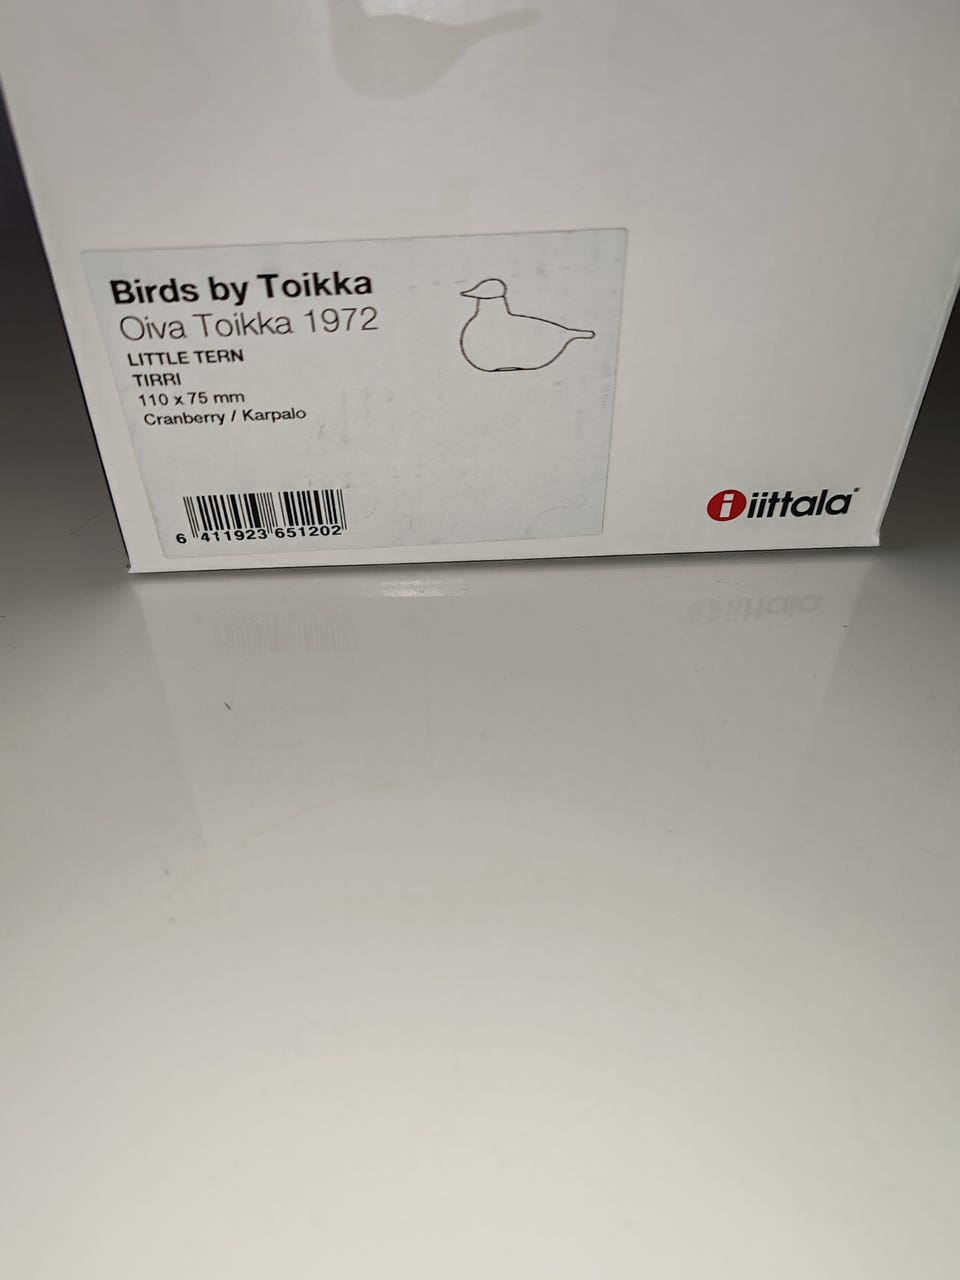 Birds by Toikka
Oiva Toikka 1972
LITTLE TERN
TIRRI
110 x 75 mm
Cranberry / Karpalo
6 411923 651202
iittala®